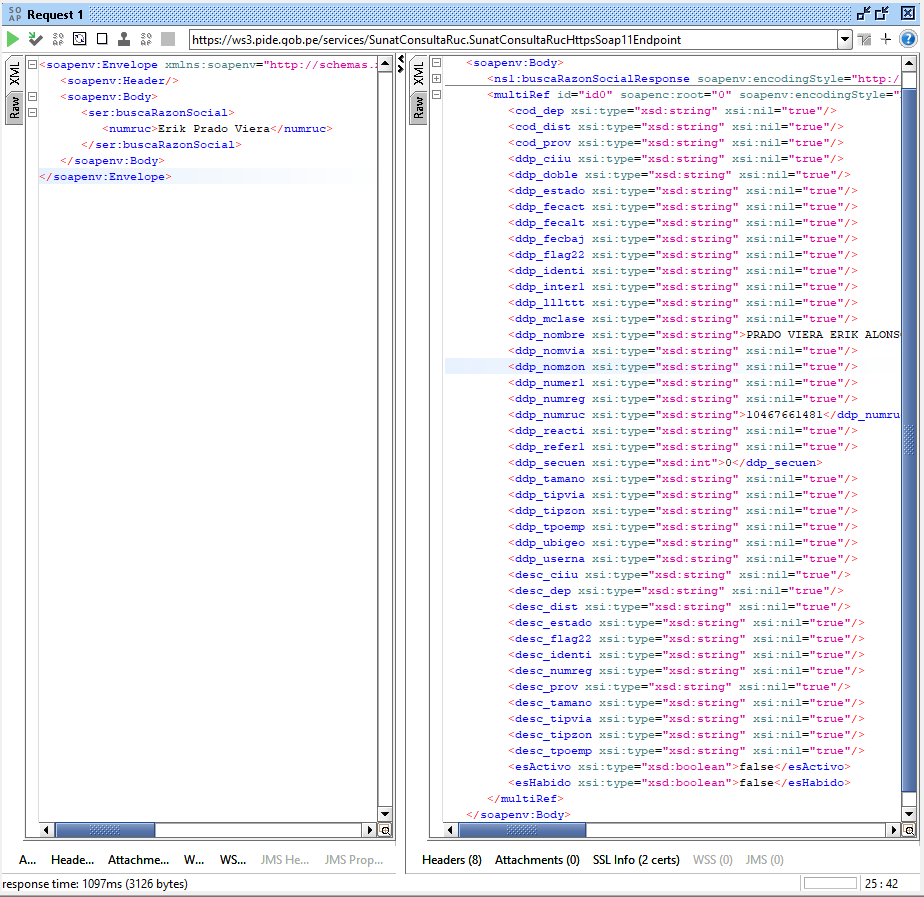 SO
AP
Request 1
https://ws3.pide.gob.pe/services/SunatConsultaRuc.SunatConsultaRucHttpsSoap11Endpoint
XML
Raw
<soapenv:Envelope xmlns:soapenv="http://schemas.x
<soapenv:Header/>
<soapenv:Body>
<ser:buscaRazonSocial>
<numruc>Erik Prado Viera</numruc>
</ser:buscaRazonSocial>
</soapenv:Body>
</soapenv:Envelope>
XML
Raw
<soapenv:Body>
<ns1:buscaRazonSocialResponse soapenv:encodingStyle="http:/
<multiRef id="id0" soapenc:root="0" soapenv:encodingStyle="
<cod_dep xsi:type="xsd:string" xsi:nil="true"/>
<cod_dist xsi:type="xsd:string" xsi:nil="true"/>
<cod_prov xsi:type="xsd:string" xsi:nil="true"/>
<ddp_ciiu xsi:type="xsd:string" xsi:nil="true"/>
<ddp_doble xsi:type="xsd:string" xsi:nil="true"/>
<ddp_estado xsi:type="xsd:string" xsi:nil="true"/>
<ddp_fecact xsi:type="xsd:string" xsi:nil="true"/>
<ddp_fecalt xsi:type="xsd:string" xsi:nil="true"/>
<ddp_fecbaj xsi:type="xsd:string" xsi:nil="true"/>
<ddp_flag22 xsi:type="xsd:string" xsi:nil="true"/>
<ddp_identi xsi:type="xsd:string" xsi:nil="true"/>
<ddp_inter1 xsi:type="xsd:string" xsi:nil="true"/>
<ddp_lllttt xsi:type="xsd:string" xsi:nil="true"/>
<ddp_mclase xsi:type="xsd:string" xsi:nil="true"/>
<ddp_nombre xsi:type="xsd:string">PRADO VIERA ERIK ALONS
<ddp_nomvia xsi:type="xsd:string" xsi:nil="true"/>
<ddp_nomzon xsi:type="xsd:string" xsi:nil="true"/>
<ddp_numer1 xsi:type="xsd:string" xsi:nil="true"/>
<ddp_numreg xsi:type="xsd:string" xsi:nil="true"/>
<ddp_numruc xsi:type="xsd:string">10467661481</ddp_numru
<ddp_reacti xsi:type="xsd:string" xsi:nil="true"/>
<ddp_refer1 xsi:type="xsd:string" xsi:nil="true"/>
<ddp_secuen xsi:type="xsd:int">0</ddp_secuen>
<ddp_tamano xsi:type="xsd:string" xsi:nil="true"/>
<ddp_tipvia xsi:type="xsd:string" xsi:nil="true"/>
<ddp_tipzon xsi:type="xsd:string" xsi:nil="true"/>
<ddp_tpoemp xsi:type="xsd:string" xsi:nil="true"/>
<ddp_ubigeo xsi:type="xsd:string" xsi:nil="true"/>
<ddp_userna xsi:type="xsd:string" xsi:nil="true"/>
<desc_ciiu xsi:type="xsd:string" xsi:nil="true"/>
<desc_dep xsi:type="xsd:string" xsi:nil="true"/>
<desc_dist xsi:type="xsd:string" xsi:nil="true"/>
<desc_estado xsi:type="xsd:string" xsi:nil="true"/>
<desc_flag22 xsi:type="xsd:string" xsi:nil="true"/>
<desc_identi xsi:type="xsd:string" xsi:nil="true"/>
<desc_numreg xsi:type="xsd:string" xsi:nil="true"/>
<desc_prov xsi:type="xsd:string" xsi:nil="true"/>
<desc_tamano xsi:type="xsd:string" xsi:nil="true"/>
<desc_tipvia xsi:type="xsd:string" xsi:nil="true"/>
<desc_tipzon xsi:type="xsd:string" xsi:nil="true"/>
<desc_tpoemp xsi:type="xsd:string" xsi:nil="true"/>
<esActivo xsi:type="xsd:boolean">false</esActivo>
<esHabido xsi:type="xsd:boolean">false</esHabido>
</multiRef>
</soapenv:Body>
A... Heade... Attachme... W... WS... JMS He... JMS Prop...
Headers (8) Attachments (0) SSL Info (2 certs) WSS (0) JMS (0)
response time: 1097ms (3126 bytes)
25 : 42